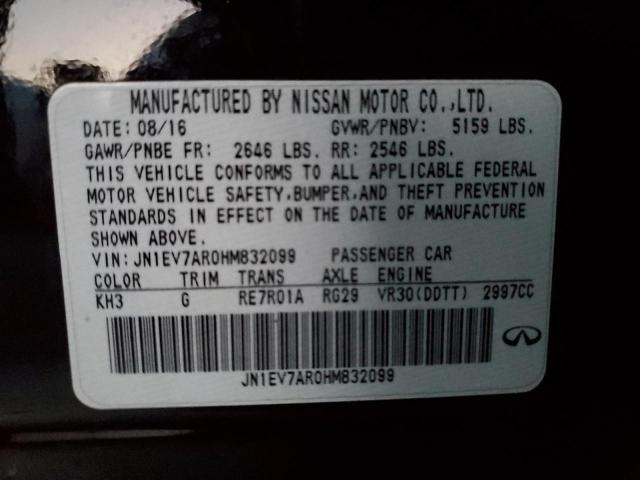 MANUFACTURED BY NISSAN MOTOR CO.,LTD.
DATE: 08/16 GVWR/PNBV: 5159 LBS.
GAWR/PNBE FR: 2646 LBS. RR: 2546 LBS.
THIS VEHICLE CONFORMS TO ALL APPLICABLE FEDERAL
MOTOR VEHICLE SAFETY,BUMPER,AND THEFT PREVENTION
STANDARDS IN EFFECT ON THE DATE OF MANUFACTURE
SHOWN ABOVE.
VIN: JN1EV7AR0HM832099 PASSENGER CAR
COLOR TRIM TRANS AXLE ENGINE
KH3 G RE7R01A RG29 VR30(DDTT) 2997CC
JN1EV7AR0HM832099